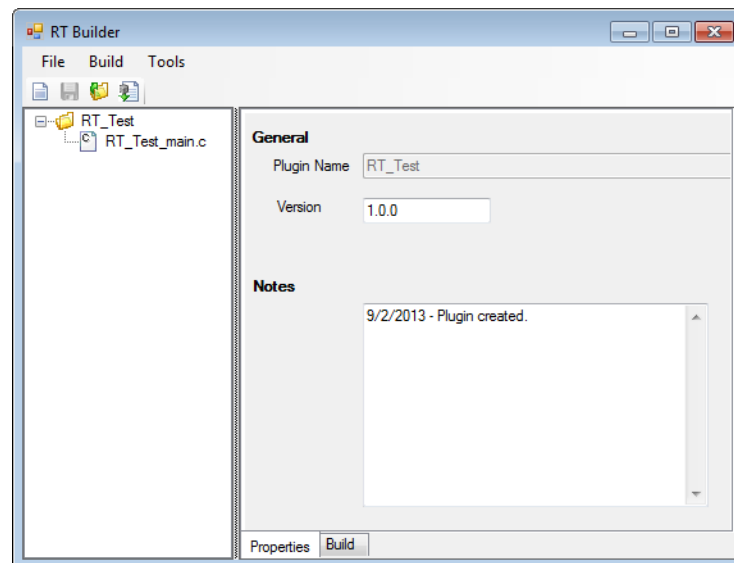 RT Builder
File Build Tools
RT_Test
RT_Test_main.c
General
Plugin Name RT_Test
Version 1.0.0
Notes
9/2/2013 - Plugin created.
Properties Build